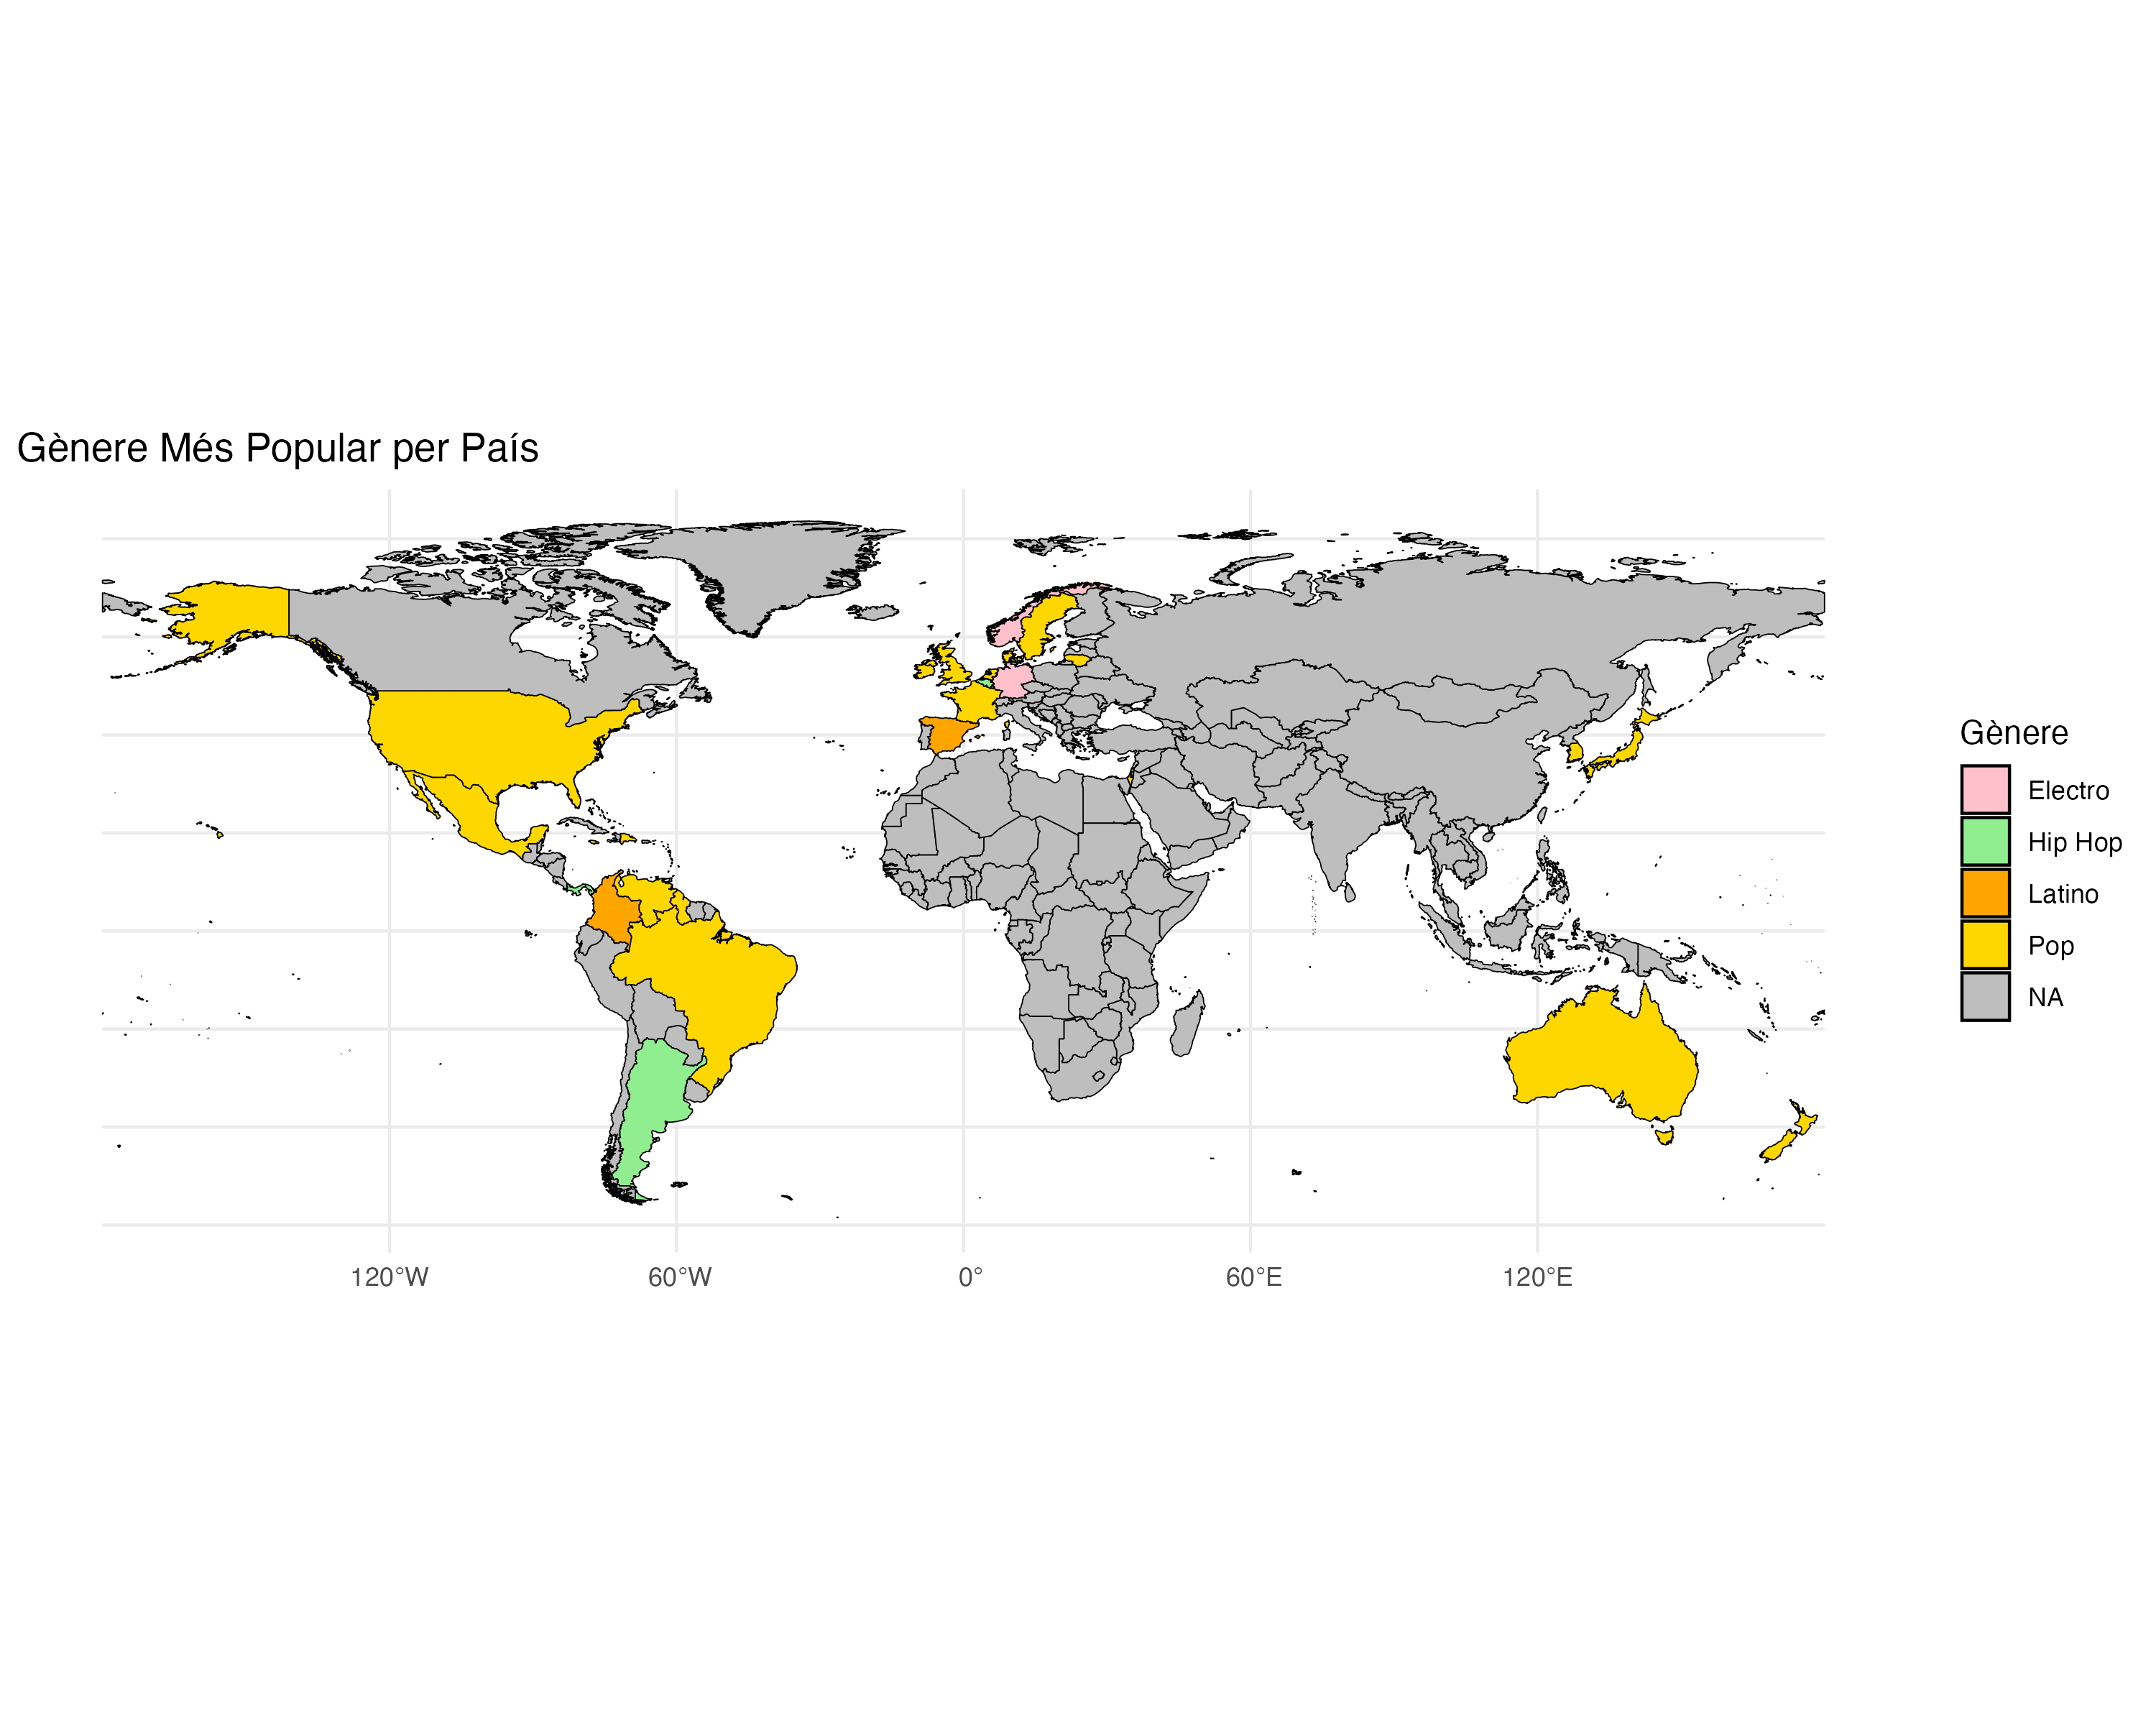 Gènere Més Popular per País
Gènere
Electro
Hip Hop
Latino
Pop
NA
120°W
60°W
0°
60°E
120°E